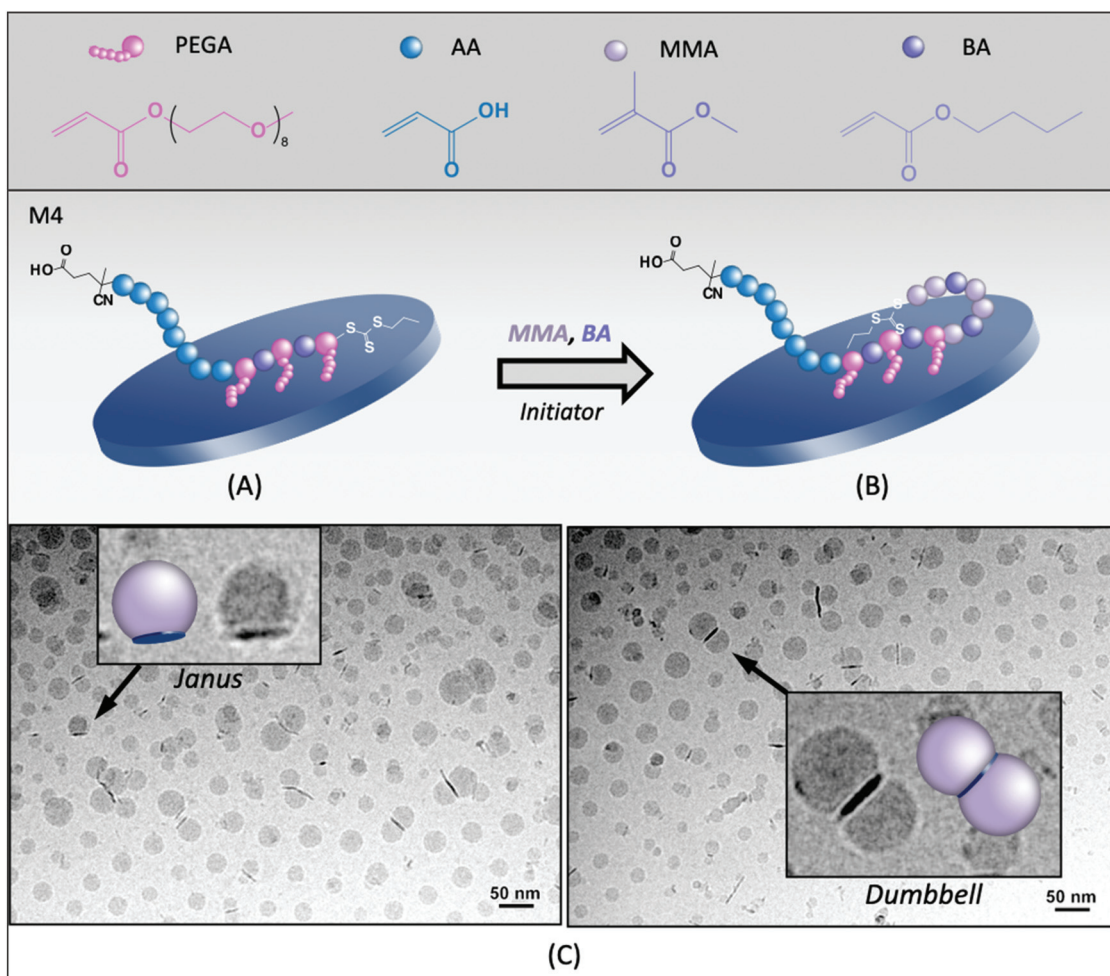 PEGA AA MMA BA
O O 8 O
OH O
O O
O O
M4
HO O CN S S S
MMA, BA
Initiator
HO O CN S S S
(A) (B)
Janus
50 nm
Dumbbell
50 nm
(C)